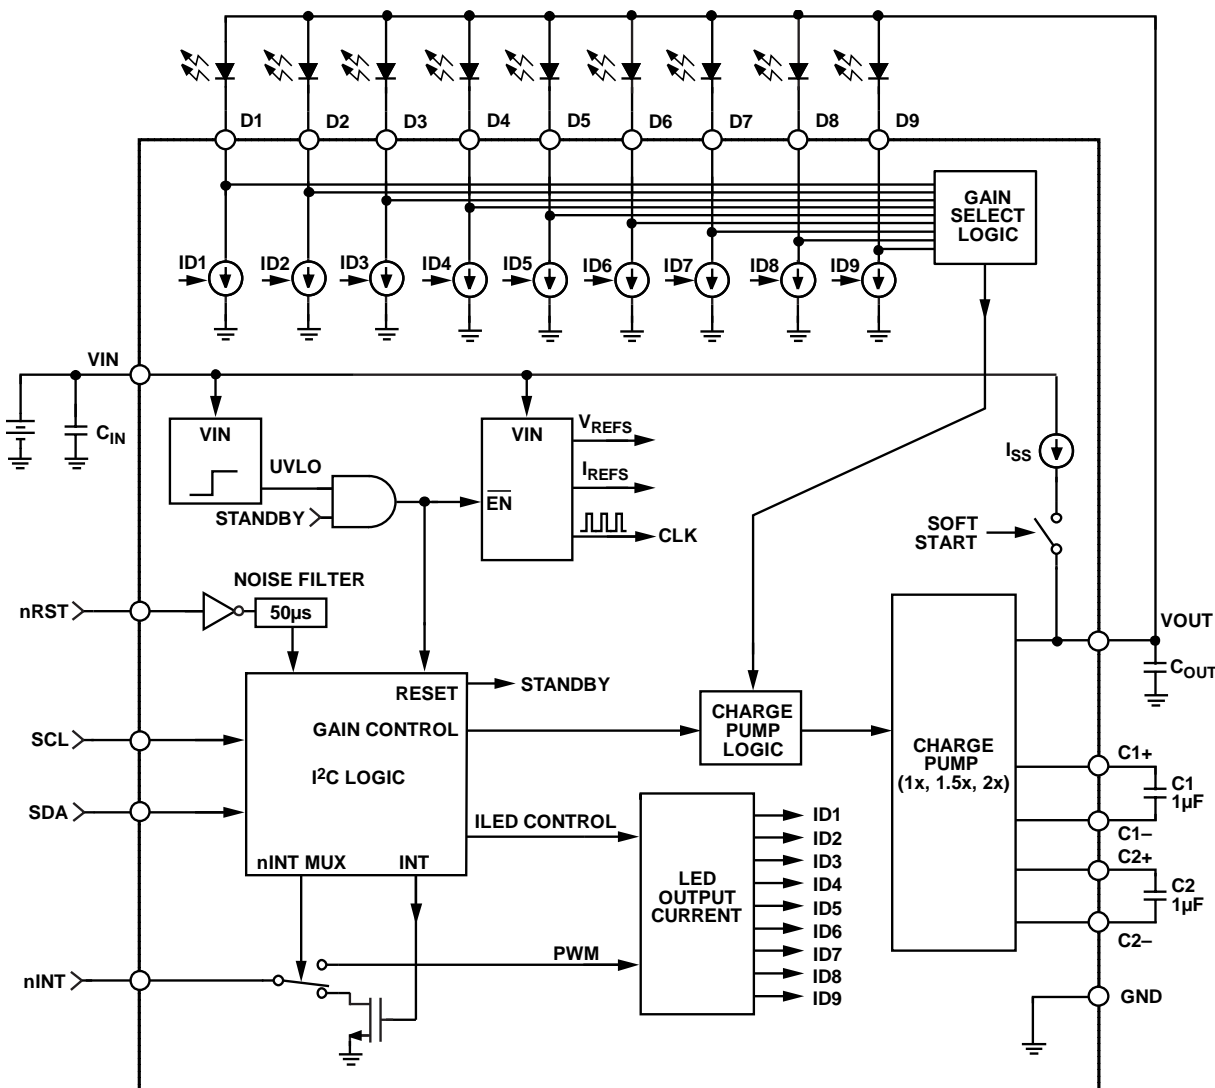 D1
D2
D3
D4
D5
D6
D7
D8
D9
GAIN
SELECT
LOGIC
ID1
ID2
ID3
ID4
ID5
ID6
ID7
ID8
ID9
VIN
CIN
VIN
UVLO
STANDBY
VIN
EN
VREFS
IREFS
CLK
ISS
SOFT
START
nRST
NOISE FILTER
50µs
RESET
STANDBY
GAIN CONTROL
I2C LOGIC
SCL
SDA
ILED CONTROL
nINT MUX
INT
CHARGE
PUMP
LOGIC
CHARGE
PUMP
(1x, 1.5x, 2x)
VOUT
COUT
C1+
C1
1µF
C1–
C2+
C2
1µF
C2–
GND
LED
OUTPUT
CURRENT
ID1
ID2
ID3
ID4
ID5
ID6
ID7
ID8
ID9
nINT
PWM